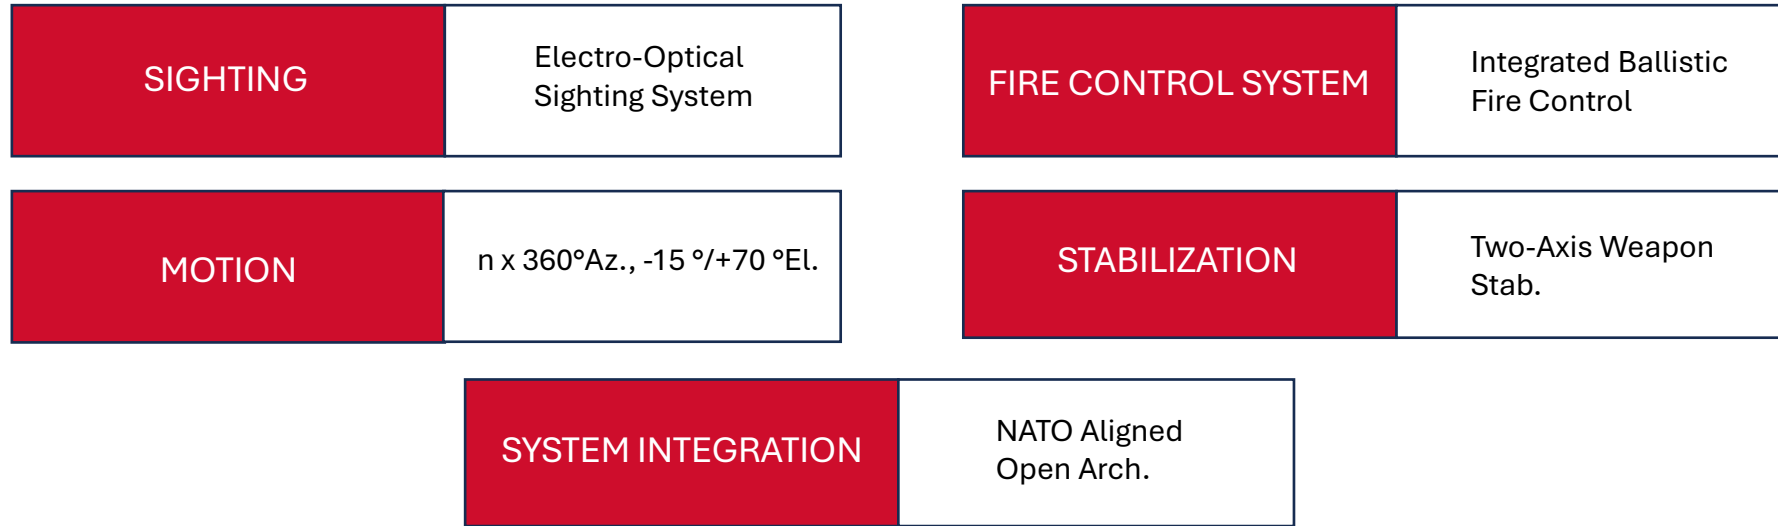 SIGHTING
Electro-Optical
Sighting System
FIRE CONTROL SYSTEM
Integrated Ballistic
Fire Control
MOTION
n x 360°Az., -15 °/+70 °El.
STABILIZATION
Two-Axis Weapon
Stab.
SYSTEM INTEGRATION
NATO Aligned
Open Arch.